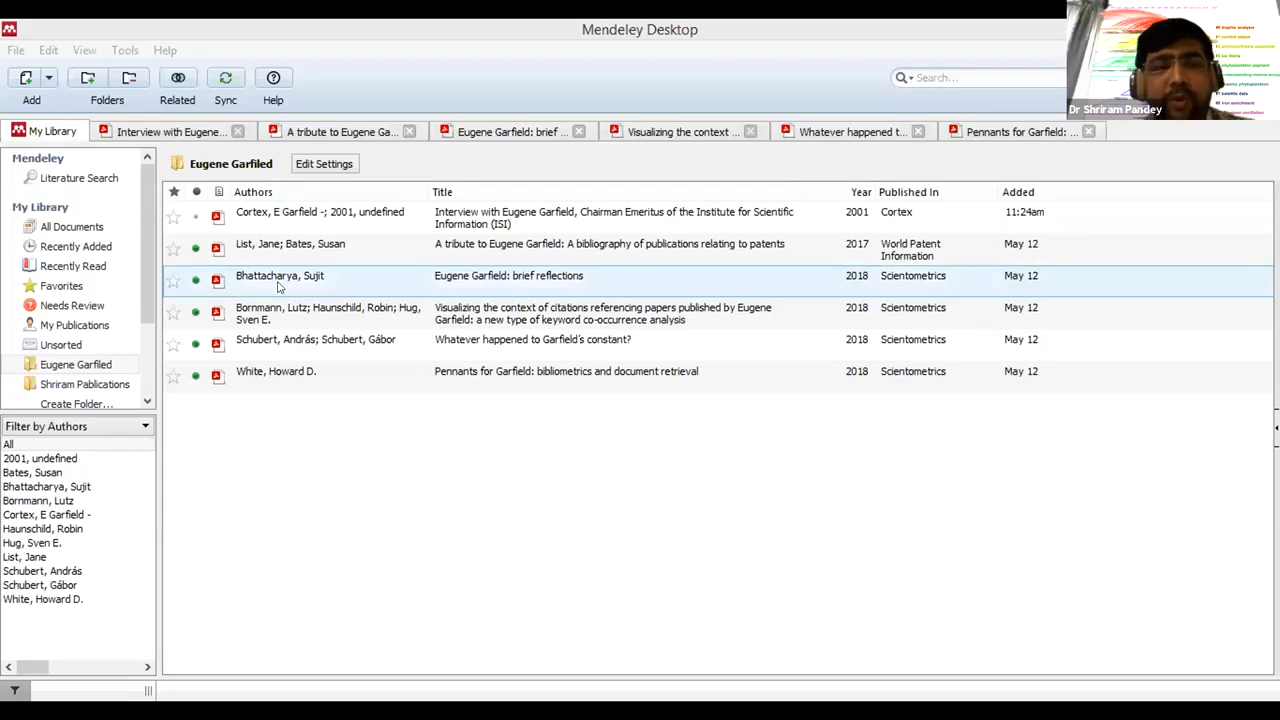 Mendeley Desktop
File Edit View Tools Help
Search...
Add Folders Related Sync Help
Dr Shriram Pandey
My Library Interview with Eugene... A tribute to Eugene Ga... Eugene Garfield: b... Visualizing the context ... Whatever happened t... Pennants for Garfield: ...
Mendeley
Literature Search
My Library
All Documents
Recently Added
Recently Read
Favorites
Needs Review
My Publications
Unsorted
Eugene Garfiled
Shriram Pablications
Create Folder...
Filter by Authors
All
2001, undefined
Bates, Susan
Bhattacharya, Sujit
Bornmann, Lutz
Cortex, E Garfield -
Haunschild, Robin
Hug, Sven E.
List, Jane
Schubert, András
Schubert, Gábor
White, Howard D.
Eugene Garfiled Edit Settings
Authors Title Year Published In Added
Cortex, E Garfield -; 2001, undefined Interview with Eugene Garfield, Chairman Emeritus of the Institute for Scientific 2001 Cortex 11:24am
Information (ISI)
List, Jane; Bates, Susan A tribute to Eugene Garfield: A bibliography of publications relating to patents 2017 World Patent May 12
Information
Bhattacharya, Sujit Eugene Garfield: brief reflections 2018 Scientometrics May 12
Bornmann, Lutz; Haunschild, Robin; Hug, Visualizing the context of citations referencing papers published by Eugene 2018 Scientometrics May 12
Sven E. Garfield: a new type of keyword co-occurrence analysis
Schubert, András; Schubert, Gábor Whatever happened to Garfield's constant? 2018 Scientometrics May 12
White, Howard D. Pennants for Garfield: bibliometrics and document retrieval 2018 Scientometrics May 12